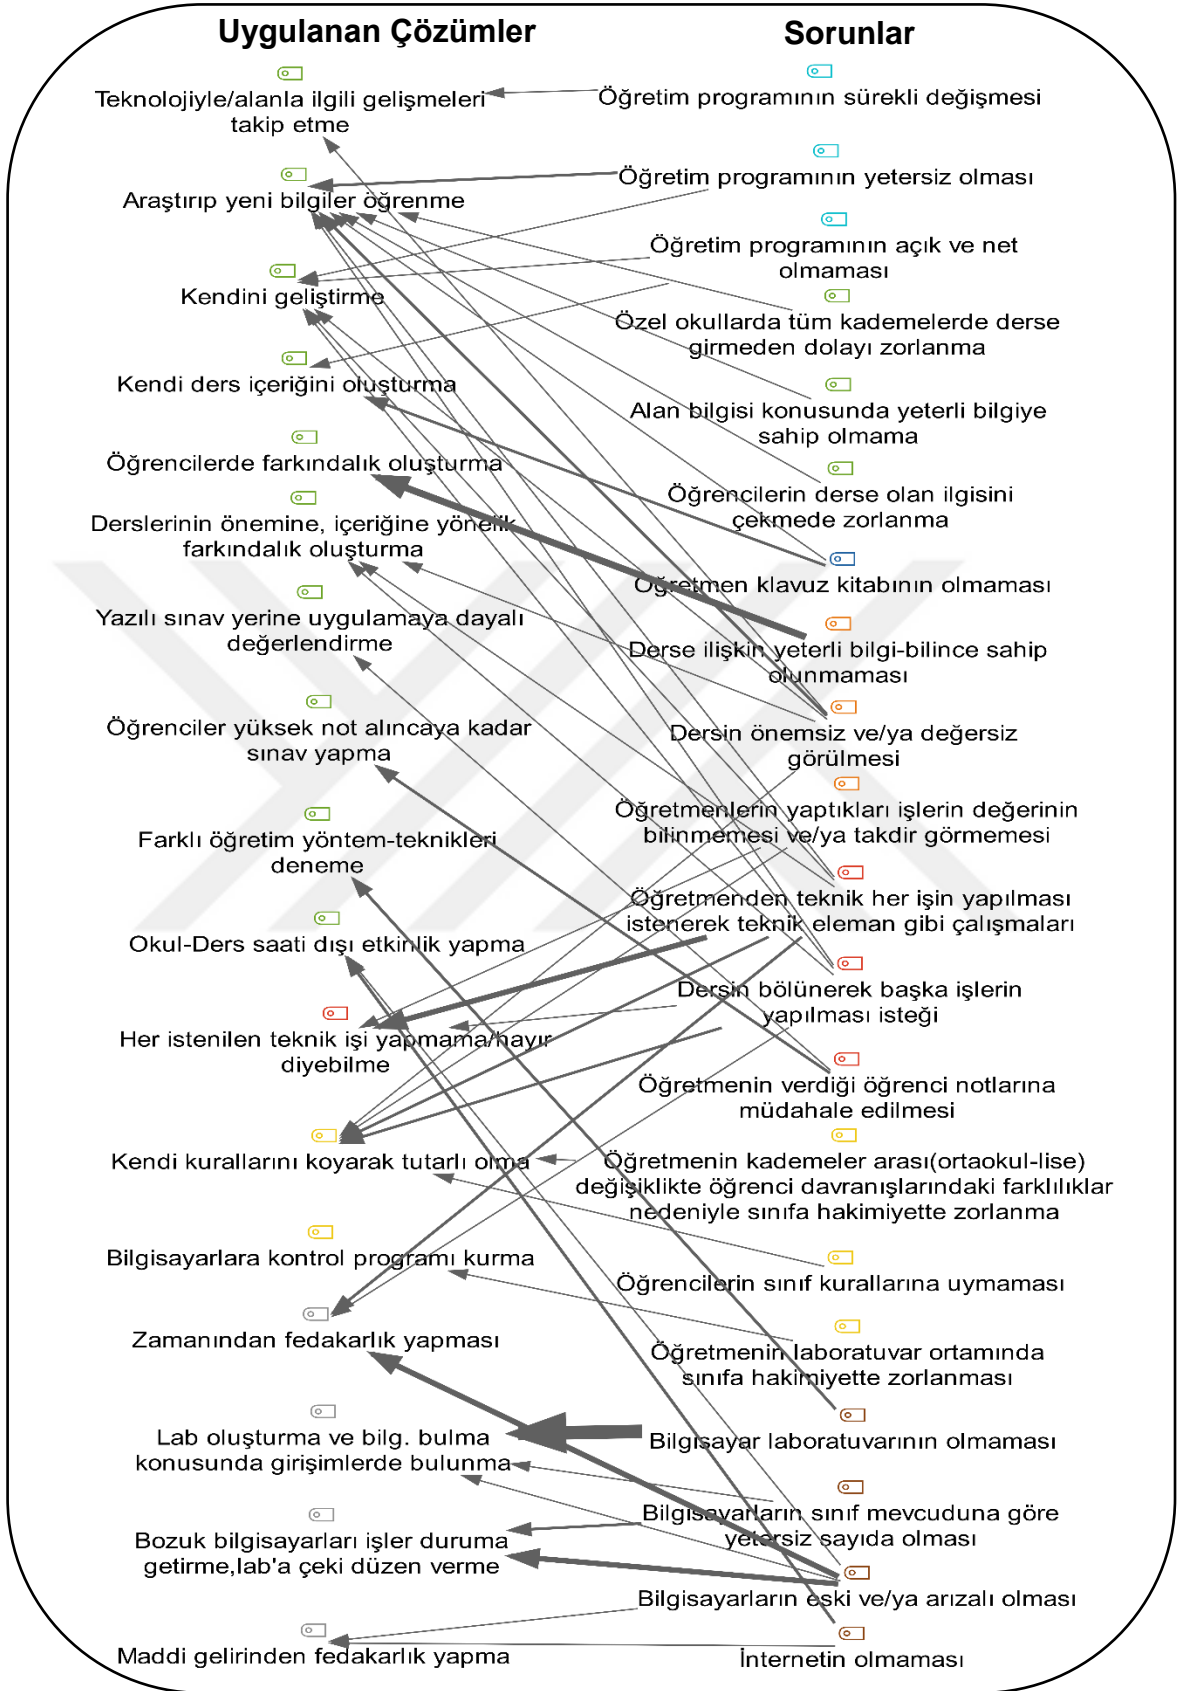 Uygulanan Çözümler
Teknolojiyle/alanla ilgili gelişmeleri
takip etme
Araştırıp yeni bilgiler öğrenme
Kendini geliştirme
Kendi ders içeriğini oluşturma
Öğrencilerde farkındalık oluşturma
Derslerinin önemine, içeriğine yönelik
farkındalık oluşturma
Yazılı sınav yerine uygulamaya dayalı
değerlendirme
Öğrenciler yüksek not alıncaya kadar
sınav yapma
Farklı öğretim yöntem-teknikleri
deneme
Okul-Ders saati dışı etkinlik yapma
Her istenilen teknik işi yapmama/hayır
diyebilme
Kendi kurallarını koyarak tutarlı olma
Bilgisayarlara kontrol programı kurma
Zamanından fedakarlık yapması
Lab oluşturma ve bilg. bulma
konusunda girişimlerde bulunma
Bozuk bilgisayarları işler duruma
getirme,lab'a çeki düzen verme
Maddi gelirinden fedakarlık yapma
Sorunlar
Öğretim programının sürekli değişmesi
Öğretim programının yetersiz olması
Öğretim programının açık ve net
olmaması
Özel okullarda tüm kademelerde derse
girmeden dolayı zorlanma
Alan bilgisi konusunda yeterli bilgiye
sahip olmama
Öğrencilerin derse olan ilgisini
çekmede zorlanma
Öğretmen klavuz kitabının olmaması
Derse ilişkin yeterli bilgi-bilince sahip
olunmaması
Dersin önemsiz ve/ya değersiz
görülmesi
Öğretmenlerin yaptıkları işlerin değerinin
bilinmemesi ve/ya takdir görmemesi
Öğretmenden teknik her işin yapılması
istenerek teknik eleman gibi çalışmaları
Dersin bölünerek başka işlerin
yapılması isteği
Öğretmenin verdiği öğrenci notlarına
müdahale edilmesi
Öğretmenin kademeler arası(ortaokul-lise)
değişiklikte öğrenci davranışlarındaki farklılıklar
nedeniyle sınıfa hakimiyette zorlanma
Öğrencilerin sınıf kurallarına uymaması
Öğretmenin laboratuvar ortamında
sınıfa hakimiyette zorlanması
Bilgisayar laboratuvarının olmaması
Bilgisayarların sınıf mevcuduna göre
yetersiz sayıda olması
Bilgisayarların eski ve/ya arızalı olması
İnternetin olmaması